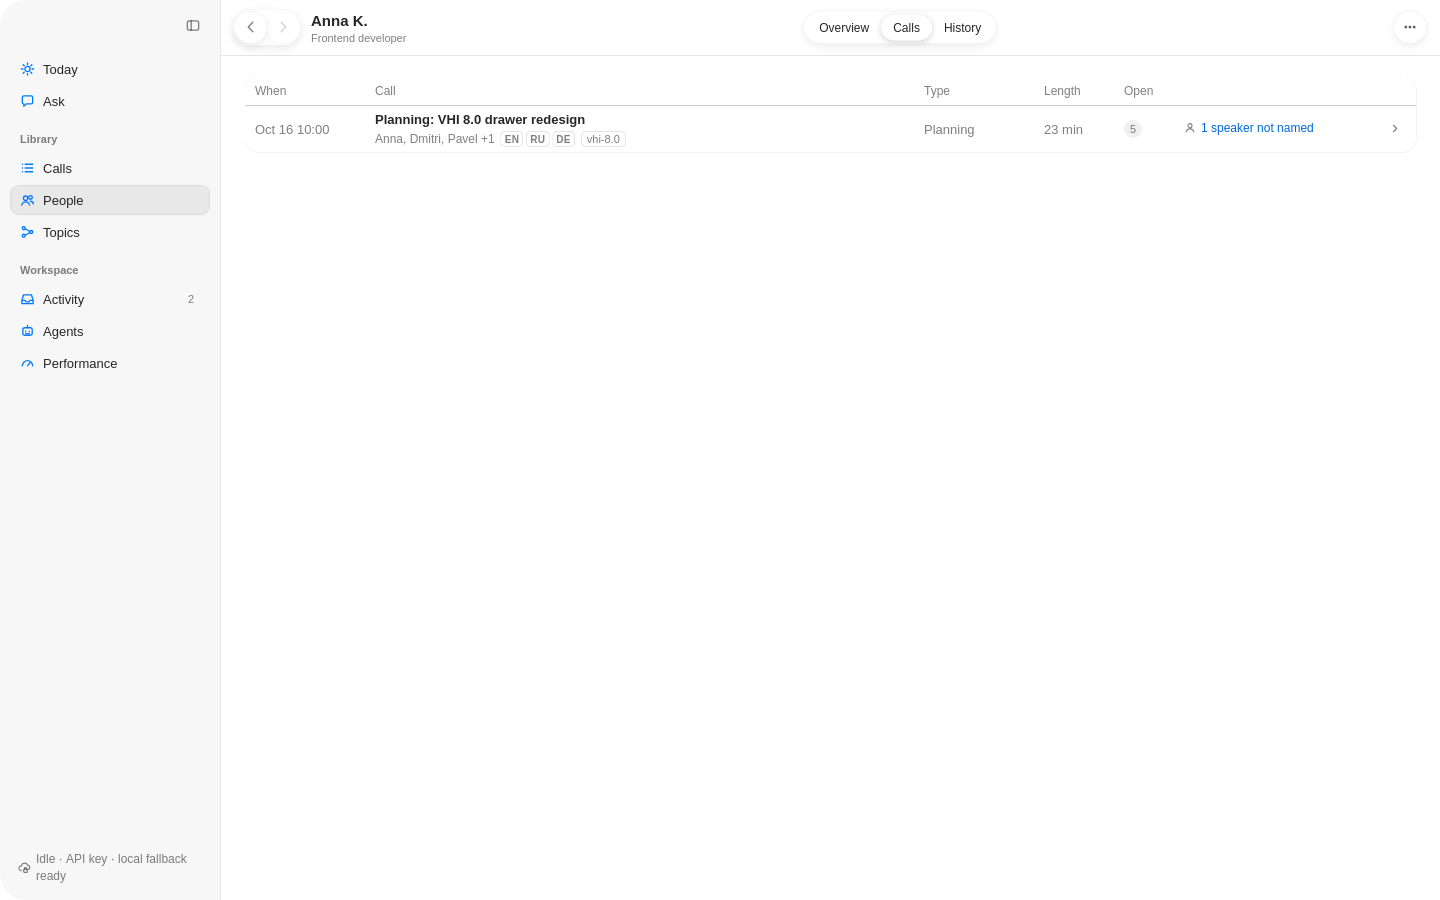 Anna K.
Frontend developer
Overview
Calls
History
Today
Ask
Library
Calls
People
Topics
Workspace
Activity 2
Agents
Performance
Idle · API key · local fallback
ready
When Call Type Length Open
Oct 16 10:00
Planning: VHI 8.0 drawer redesign
Anna, Dmitri, Pavel +1 EN RU DE vhi-8.0
Planning
23 min
5
1 speaker not named